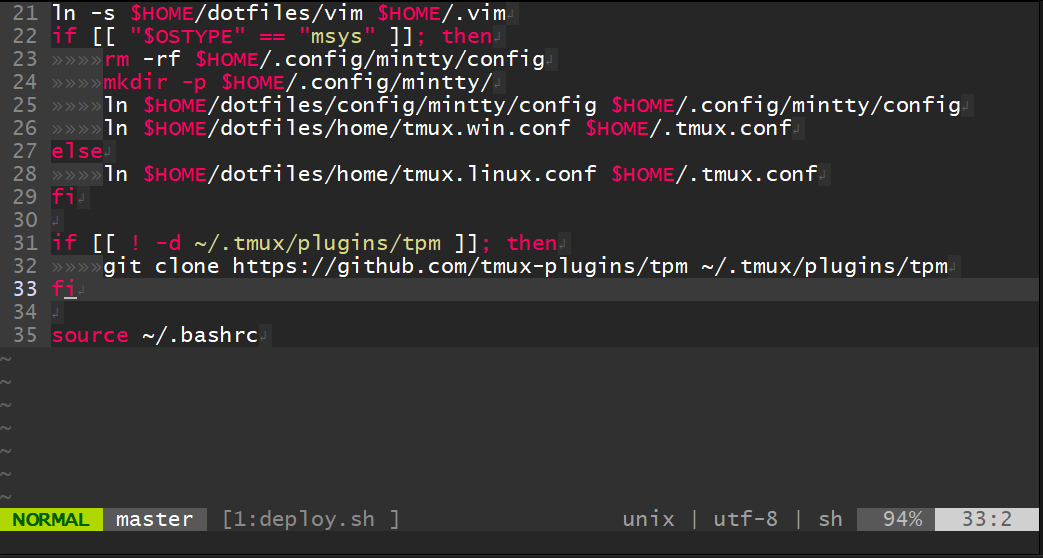 21 ln -s $HOME/dotfiles/vim $HOME/.vim↲
22 if [[ "$OSTYPE" == "msys" ]]; then↲
23 »»»»rm -rf $HOME/.config/mintty/config↲
24 »»»»mkdir -p $HOME/.config/mintty/↲
25 »»»»ln $HOME/dotfiles/config/mintty/config $HOME/.config/mintty/config↲
26 »»»»ln $HOME/dotfiles/home/tmux.win.conf $HOME/.tmux.conf↲
27 else↲
28 »»»»ln $HOME/dotfiles/home/tmux.linux.conf $HOME/.tmux.conf↲
29 fi↲
30 ↲
31 if [[ ! -d ~/.tmux/plugins/tpm ]]; then↲
32 »»»»git clone https://github.com/tmux-plugins/tpm ~/.tmux/plugins/tpm↲
33 fi↲
34 ↲
35 source ~/.bashrc↲
~
~
~
~
~
~
~
NORMAL master [1:deploy.sh ] unix | utf-8 | sh 94% 33:2